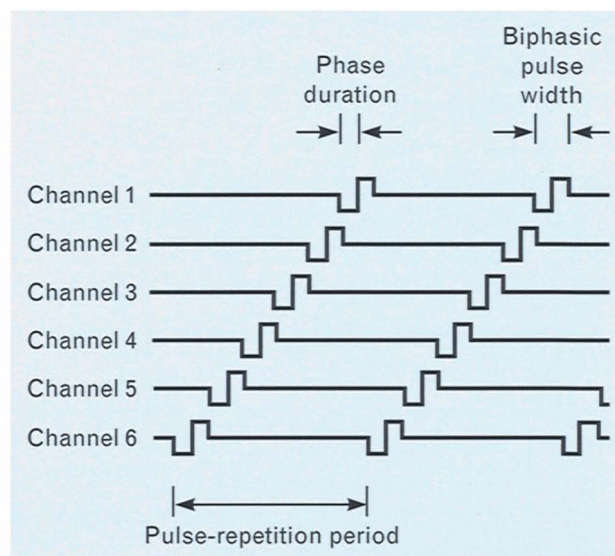 Phase
duration
Biphasic
pulse
width
Channel 1
Channel 2
Channel 3
Channel 4
Channel 5
Channel 6
Pulse-repetition period